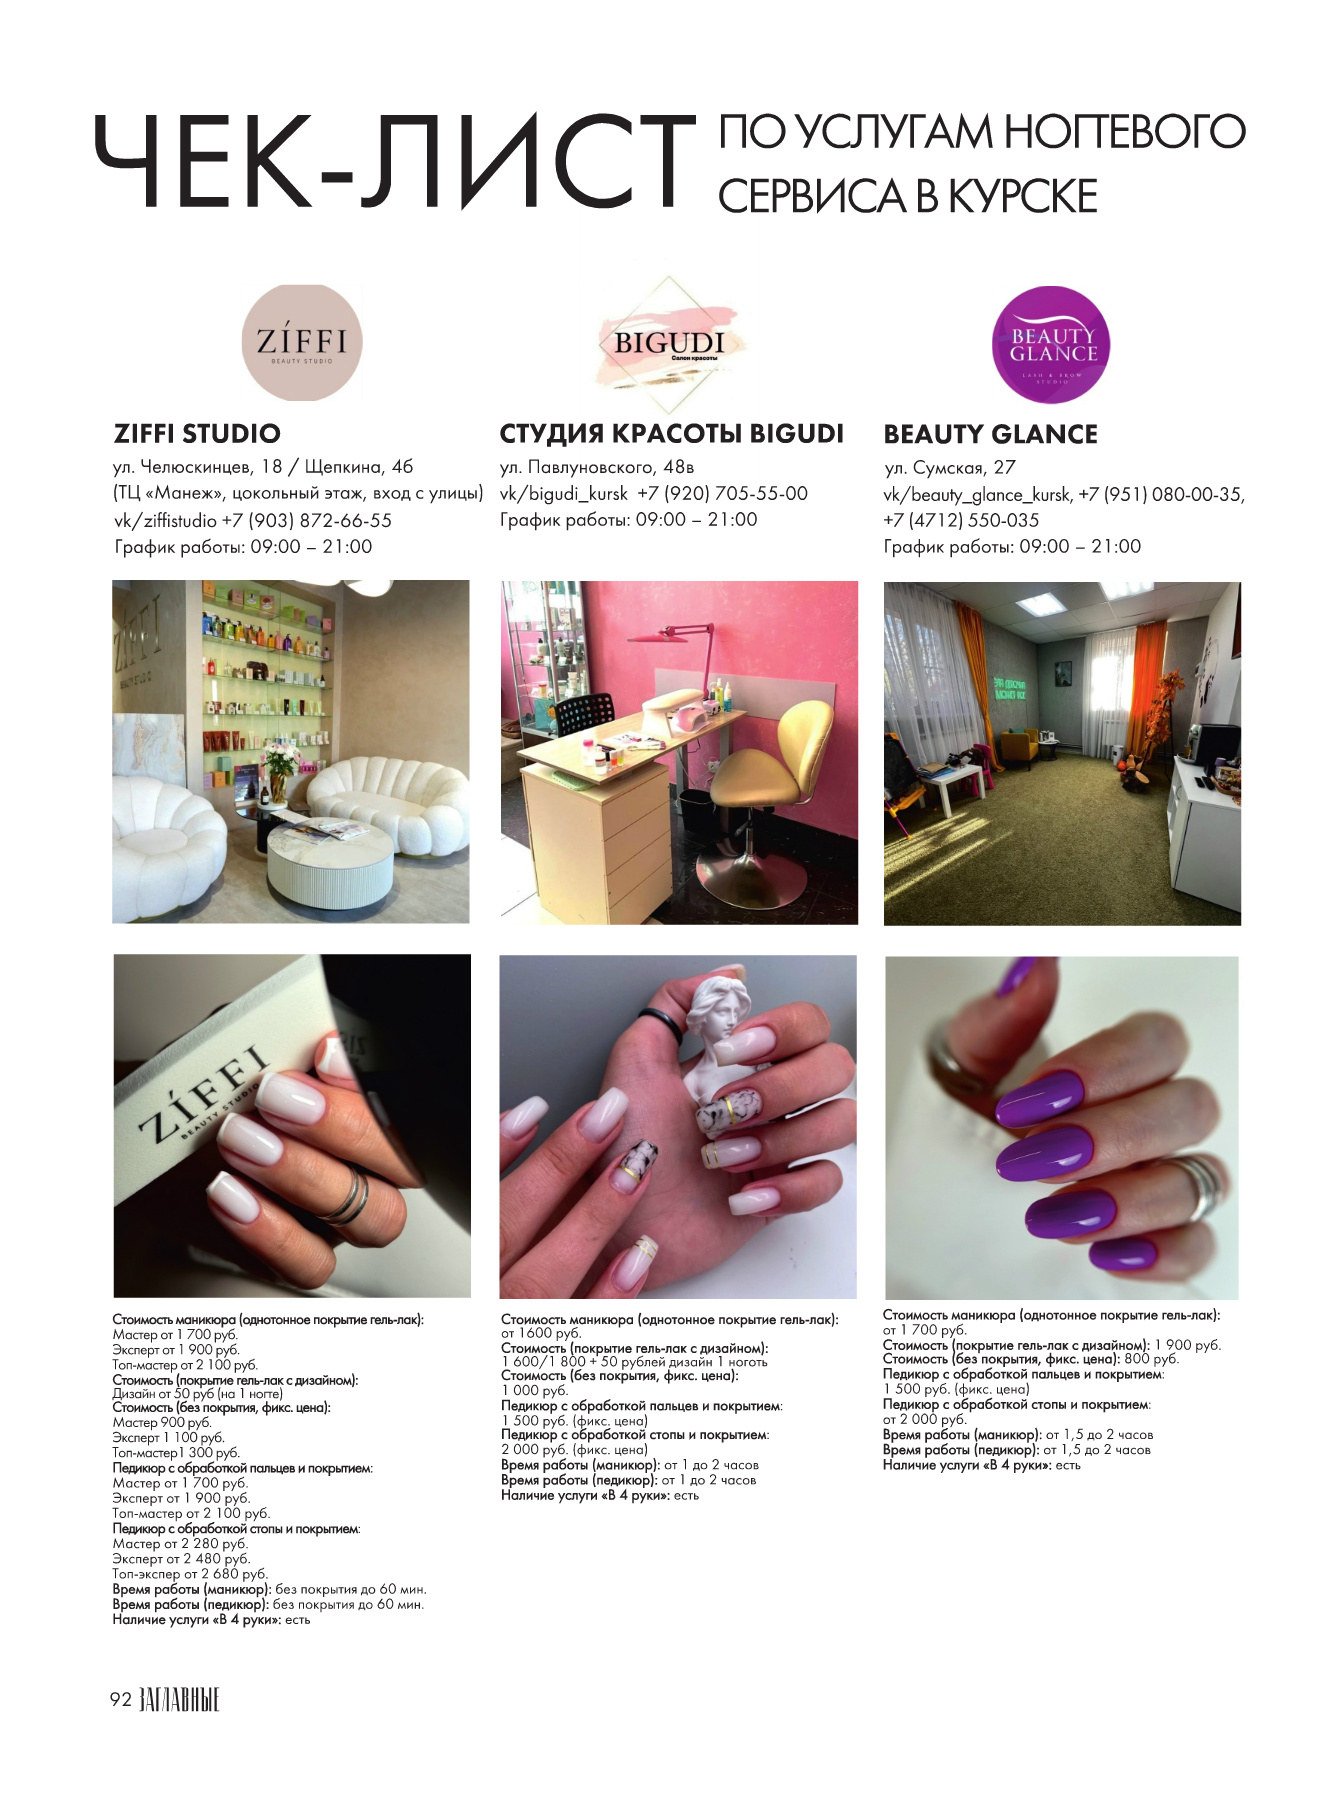 ЧЕК-ЛИСТ ПО УСЛУГАМ НОГТЕВОГО
СЕРВИСА В КУРСКЕ
ZÍFFI
BEAUTY STUDIO
ZIFFI STUDIO
ул. Челюскинцев, 18 / Щепкина, 4б
(ТЦ «Манеж», цокольный этаж, вход с улицы)
vk/ziffistudio +7 (903) 872-66-55
График работы: 09:00 – 21:00
ZÍFFI
BEAUTY STUDIO
ZÍFFI
BEAUTY STUDIO
Стоимость маникюра (однотонное покрытие гель-лак):
Мастер от 1 700 руб.
Эксперт от 1 900 руб.
Топ-мастер от 2 100 руб.
Стоимость (покрытие гель-лак с дизайном):
Дизайн от 50 руб (на 1 ногте)
Стоимость (без покрытия, фикс. цена):
Мастер 900 руб.
Эксперт 1 100 руб.
Топ-мастер1 300 руб.
Педикюр с обработкой пальцев и покрытием:
Мастер от 1 700 руб.
Эксперт от 1 900 руб.
Топ-мастер от 2 100 руб.
Педикюр с обработкой стопы и покрытием:
Мастер от 2 280 руб.
Эксперт от 2 480 руб.
Топ-экспер от 2 680 руб.
Время работы (маникюр): без покрытия до 60 мин.
Время работы (педикюр): без покрытия до 60 мин.
Наличие услуги «В 4 руки»: есть
BIGUDI
Салон красоты
СТУДИЯ КРАСОТЫ BIGUDI
ул. Павлуновского, 48в
vk/bigudi_kursk +7 (920) 705-55-00
График работы: 09:00 – 21:00
Стоимость маникюра (однотонное покрытие гель-лак):
от 1600 руб.
Стоимость (покрытие гель-лак с дизайном):
1 600/1 800 + 50 рублей дизайн 1 ноготь
Стоимость (без покрытия, фикс. цена):
1 000 руб.
Педикюр с обработкой пальцев и покрытием:
1 500 руб. (фикс. цена)
Педикюр с обработкой стопы и покрытием:
2 000 руб. (фикс. цена)
Время работы (маникюр): от 1 до 2 часов
Время работы (педикюр): от 1 до 2 часов
Наличие услуги «В 4 руки»: есть
BEAUTY
GLANCE
LASH & BROW
STUDIO
BEAUTY GLANCE
ул. Сумская, 27
vk/beauty_glance_kursk, +7 (951) 080-00-35,
+7 (4712) 550-035
График работы: 09:00 – 21:00
Стоимость маникюра (однотонное покрытие гель-лак):
от 1 700 руб.
Стоимость (покрытие гель-лак с дизайном): 1 900 руб.
Стоимость (без покрытия, фикс. цена): 800 руб.
Педикюр с обработкой пальцев и покрытием:
1 500 руб. (фикс. цена)
Педикюр с обработкой стопы и покрытием:
от 2 000 руб.
Время работы (маникюр): от 1,5 до 2 часов
Время работы (педикюр): от 1,5 до 2 часов
Наличие услуги «В 4 руки»: есть
92 ЗАГЛАВНЫЕ